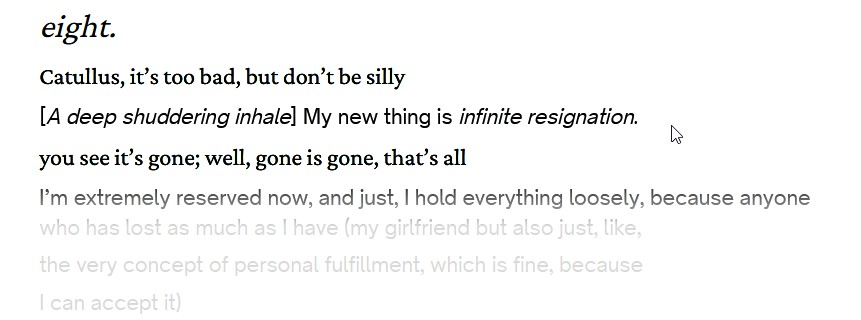 eight.
Catullus, it’s too bad, but don’t be silly
[A deep shuddering inhale] My new thing is infinite resignation.
you see it’s gone; well, gone is gone, that’s all
I’m extremely reserved now, and just, I hold everything loosely, because anyone
who has lost as much as I have (my girlfriend but also just, like,
the very concept of personal fulfillment, which is fine, because
I can accept it)